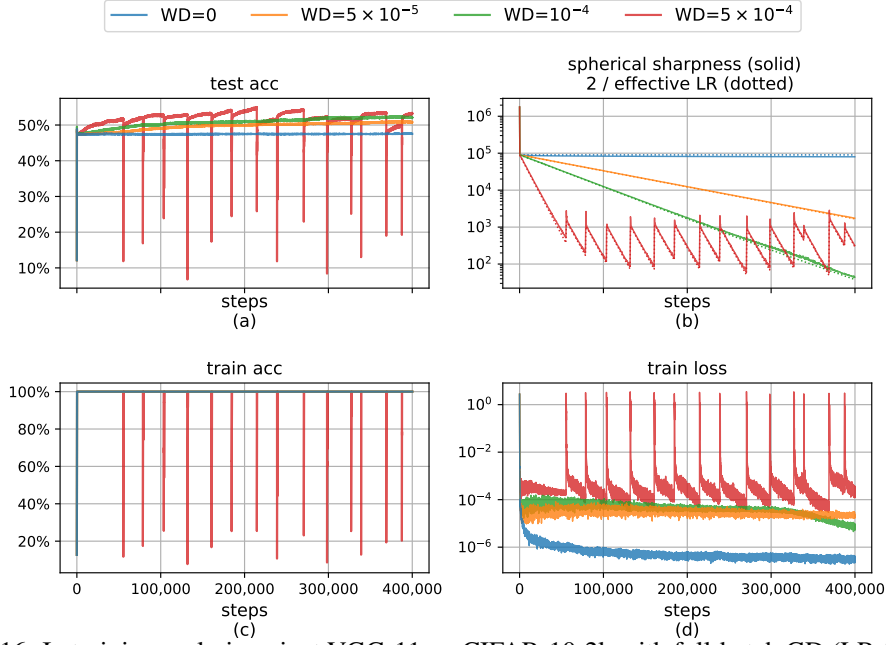 WD=0 WD=5 × 10⁻⁵ WD=10⁻⁴ WD=5 × 10⁻⁴
test acc
50%
40%
30%
20%
10%
steps
(a)
spherical sharpness (solid)
2 / effective LR (dotted)
10⁶
10⁵
10⁴
10³
10²
steps
(b)
train acc
100%
80%
60%
40%
20%
0 100,000 200,000 300,000 400,000
steps
(c)
train loss
10⁰
10⁻²
10⁻⁴
10⁻⁶
0 100,000 200,000 300,000 400,000
steps
(d)